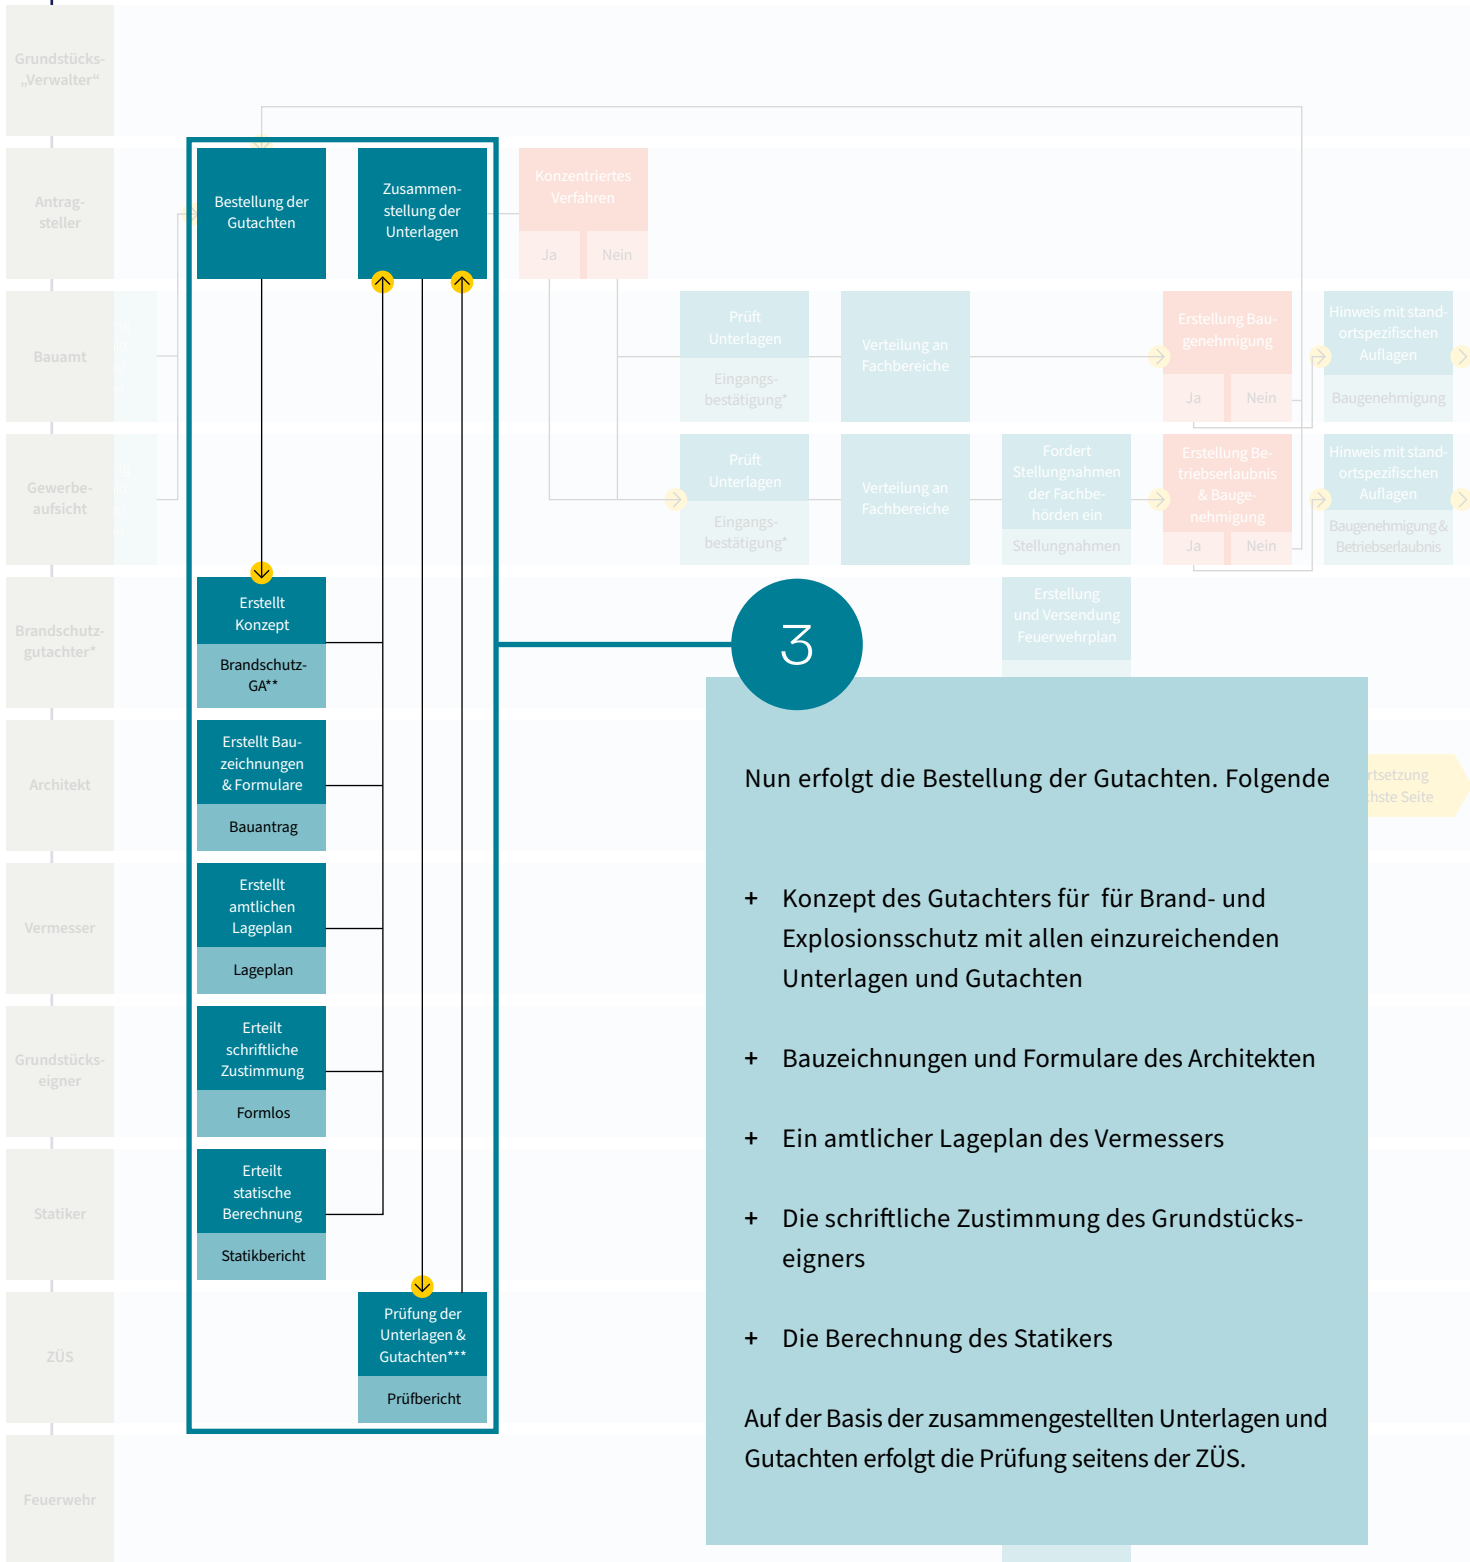 Grundstücks-
„Verwalter“
Antrag-
steller
Bestellung der
Gutachten
Zusammen-
stellung der
Unterlagen
Konzentriertes
Verfahren
Ja
Nein
Bauamt
Prüft
Unterlagen
Eingangs-
bestätigung*
Verteilung an
Fachbereiche
Erstellung Bau-
genehmigung
Ja
Nein
Hinweis mit stand-
ortspezifischen
Auflagen
Baugenehmigung
Gewerbe-
aufsicht
Prüft
Unterlagen
Eingangs-
bestätigung*
Verteilung an
Fachbereiche
Fordert
Stellungnahmen
der Fachbe-
hörden ein
Stellungnahmen
Erstellung Be-
triebserlaubnis
& Bauge-
nehmigung
Ja
Nein
Hinweis mit stand-
ortspezifischen
Auflagen
Baugenehmigung &
Betriebserlaubnis
Brandschutz-
gutachter*
Erstellt
Konzept
Brandschutz-
GA**
Erstellung
und Versendung
Feuerwehrplan
Architekt
Erstellt Bau-
zeichnungen
& Formulare
Bauantrag
rtsetzung
chste Seite
Vermesser
Erstellt
amtlichen
Lageplan
Lageplan
Grundstücks-
eigner
Erteilt
schriftliche
Zustimmung
Formlos
Statiker
Erteilt
statische
Berechnung
Statikbericht
ZÜS
Prüfung der
Unterlagen &
Gutachten***
Prüfbericht
Feuerwehr
3
Nun erfolgt die Bestellung der Gutachten. Folgende
+ Konzept des Gutachters für für Brand- und
Explosionsschutz mit allen einzureichenden
Unterlagen und Gutachten
+ Bauzeichnungen und Formulare des Architekten
+ Ein amtlicher Lageplan des Vermessers
+ Die schriftliche Zustimmung des Grundstücks-
eigners
+ Die Berechnung des Statikers
Auf der Basis der zusammengestellten Unterlagen und
Gutachten erfolgt die Prüfung seitens der ZÜS.